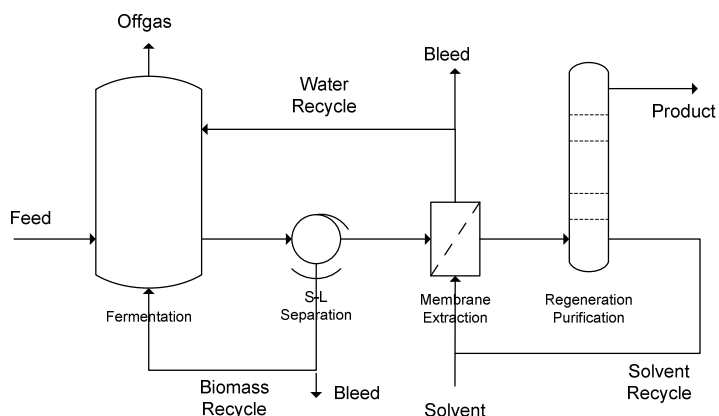 Offgas
Bleed
Water
Recycle
Product
Feed
S-L
Separation
Fermentation
Membrane
Extraction
Regeneration
Purification
Biomass
Recycle
Bleed
Solvent
Solvent
Recycle